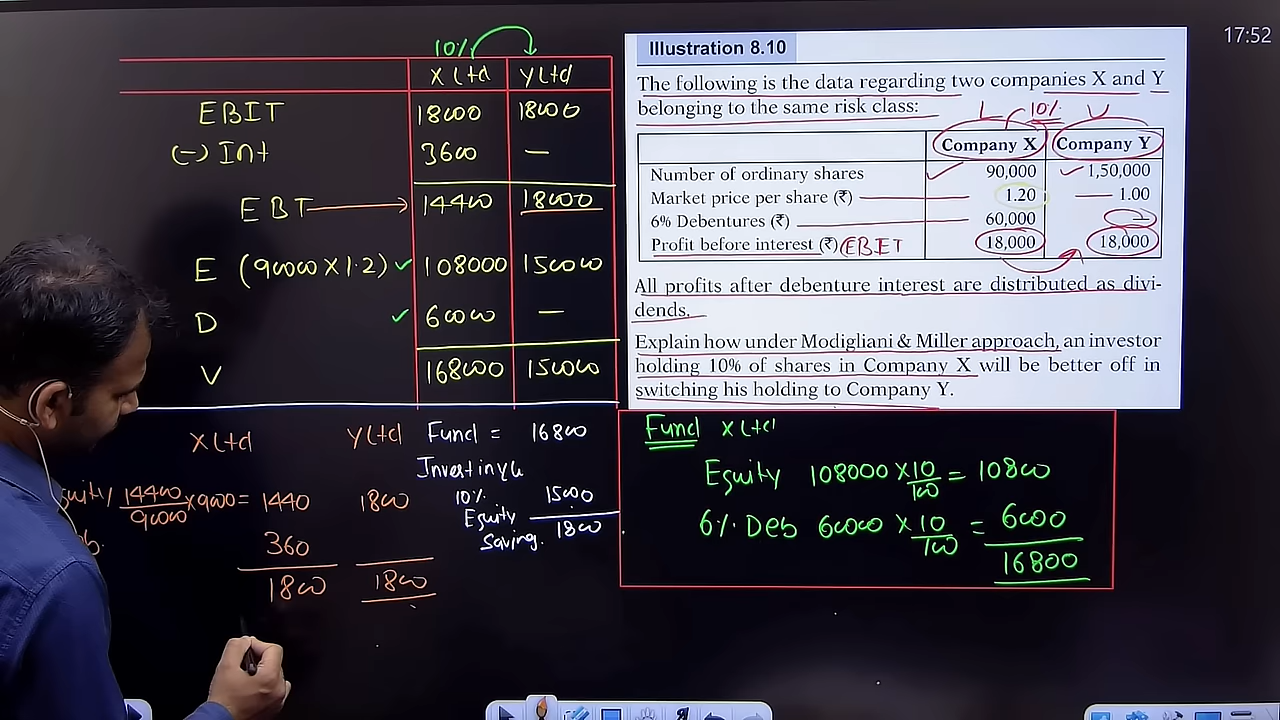 17:52
10%
X Ltd Y Ltd
EBIT 18000 18000
(-) Int 3600 —
EBT 14400 18000
E (90000 X 1.2) 108000 150000
D 60000 —
V 168000 150000
Illustration 8.10
The following is the data regarding two companies X and Y
belonging to the same risk class:
L 10% U
Company X Company Y
Number of ordinary shares 90,000 1,50,000
Market price per share (₹) 1.20 1.00
6% Debentures (₹) 60,000 –
Profit before interest (₹) EBIT 18,000 18,000
All profits after debenture interest are distributed as divi-
dends.
Explain how under Modigliani & Miller approach, an investor
holding 10% of shares in Company X will be better off in
switching his holding to Company Y.
X Ltd Y Ltd
14400/90000 x 9000 = 1440 1800
360
1800 1800
Fund = 16800
Invest in
10%
Equity 15000
Saving. 1800
Fund X Ltd
Equity 108000 X 10/100 = 10800
6% Deb 60000 X 10/100 = 6000
16800